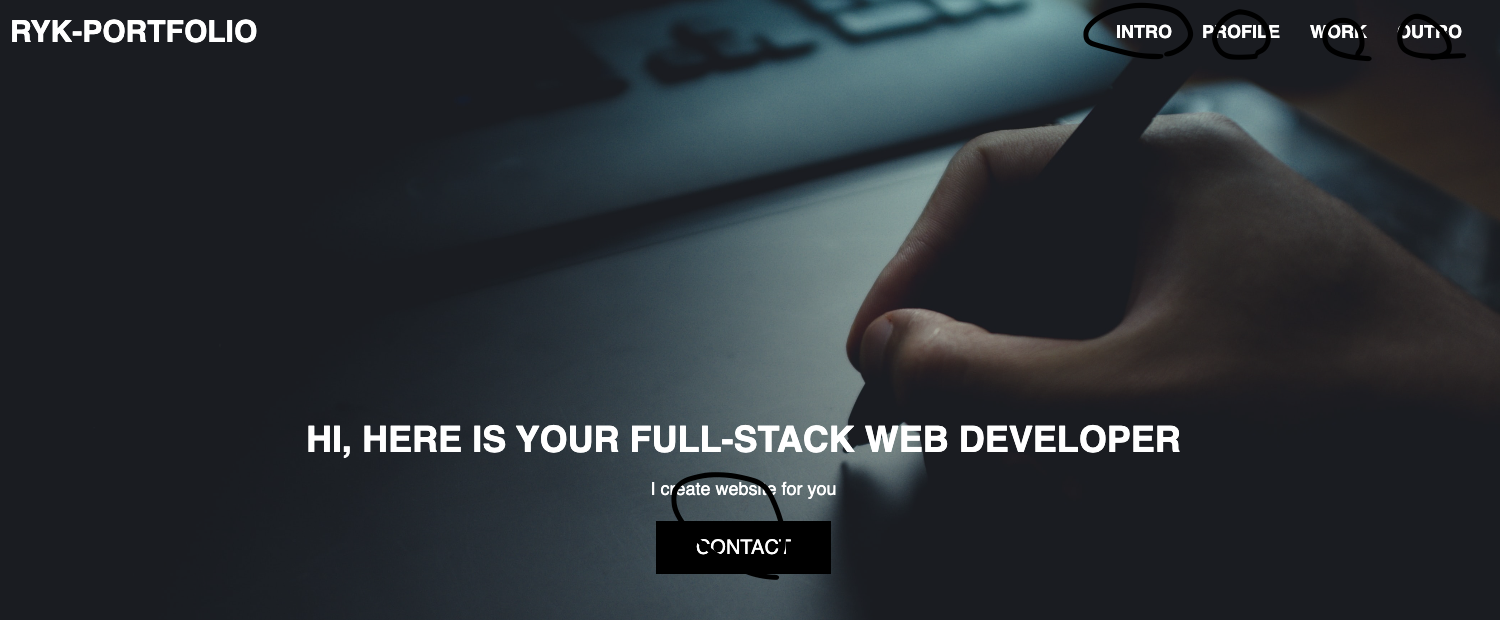 RYK-PORTFOLIO
INTRO PROFILE WORK OUTRO
HI, HERE IS YOUR FULL-STACK WEB DEVELOPER
I create website for you
CONTACT